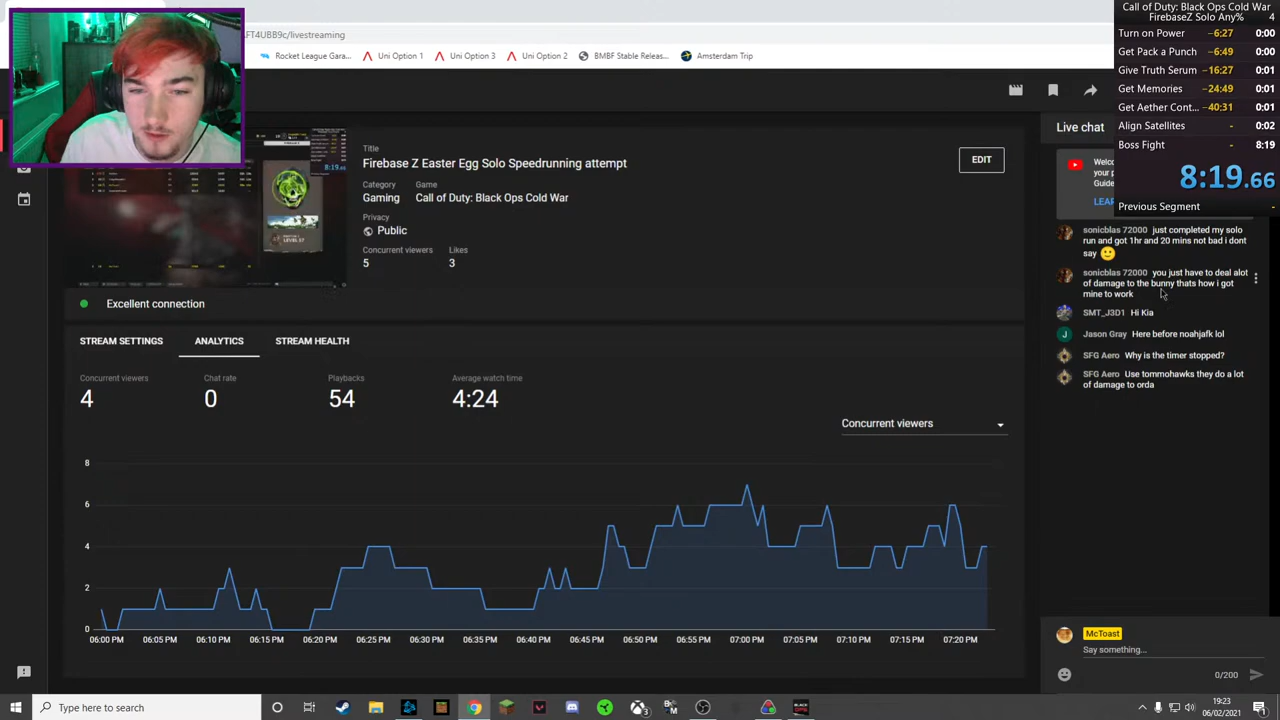 FT4UBB9c/livestreaming
Rocket League Gara...
Uni Option 1
Uni Option 3
Uni Option 2
BMBF Stable Releas...
Amsterdam Trip
Call of Duty: Black Ops Cold War
FirebaseZ Solo Any%
4
Turn on Power −6:27 0:00
Get Pack a Punch −6:49 0:00
Give Truth Serum −16:27 0:01
Get Memories −24:49 0:01
Get Aether Cont... −40:31 0:01
Align Satellite - 0:02
Boss Fight - 8:19
8:19.66
Previous Segment -
Title
Firebase Z Easter Egg Solo Speedrunning attempt
EDIT
Category
Gaming
Game
Call of Duty: Black Ops Cold War
Privacy
Public
Concurrent viewers
5
Likes
3
Excellent connection
STREAM SETTINGS
ANALYTICS
STREAM HEALTH
Concurrent viewers
4
Chat rate
0
Playbacks
54
Average watch time
4:24
Concurrent viewers
8
6
4
2
0
06:00 PM 06:05 PM 06:10 PM 06:15 PM 06:20 PM 06:25 PM 06:30 PM 06:35 PM 06:40 PM 06:45 PM 06:50 PM 06:55 PM 07:00 PM 07:05 PM 07:10 PM 07:15 PM 07:20 PM
Live chat
Welc
your p
Guide
LEAR
sonicblas 72000 just completed my solo
run and got 1hr and 20 mins not bad i dont
say
sonicblas 72000 you just have to deal alot
of damage to the bunny thats how i got
mine to work
SMT_J3D1 Hi Kia
J
Jason Gray Here before noahjafk lol
SFG Aero Why is the timer stopped?
SFG Aero Use tommohawks they do a lot
of damage to orda
McToast
Say something...
0/200
Type here to search
19:23
06/02/2021
8:19.66
LEVEL 37